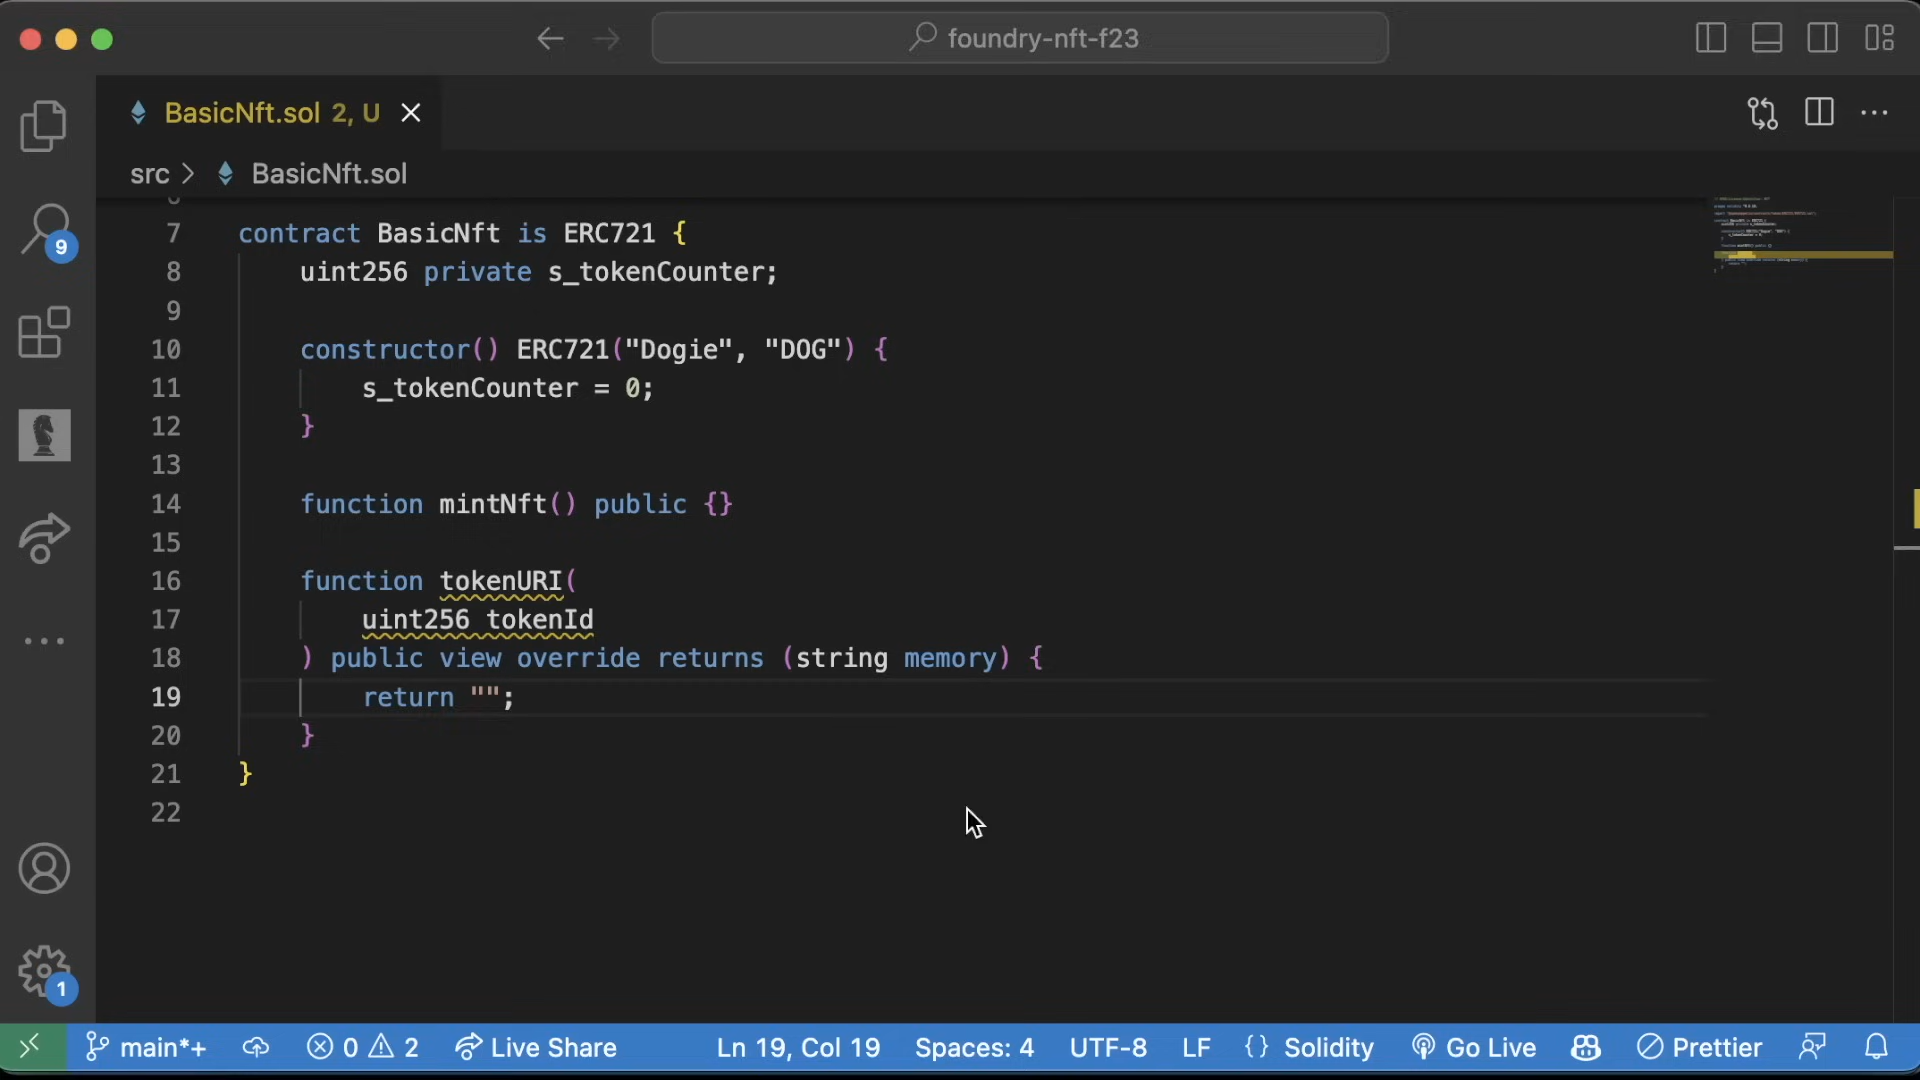 foundry-nft-f23
BasicNft.sol 2, U
src > BasicNft.sol
7 contract BasicNft is ERC721 {
8 uint256 private s_tokenCounter;
9
10 constructor() ERC721("Dogie", "DOG") {
11 s_tokenCounter = 0;
12 }
13
14 function mintNft() public {}
15
16 function tokenURI(
17 uint256 tokenId
18 ) public view override returns (string memory) {
19 return "";
20 }
21 }
22
9
1
main*+ 0 2 Live Share Ln 19, Col 19 Spaces: 4 UTF-8 LF {} Solidity Go Live Prettier